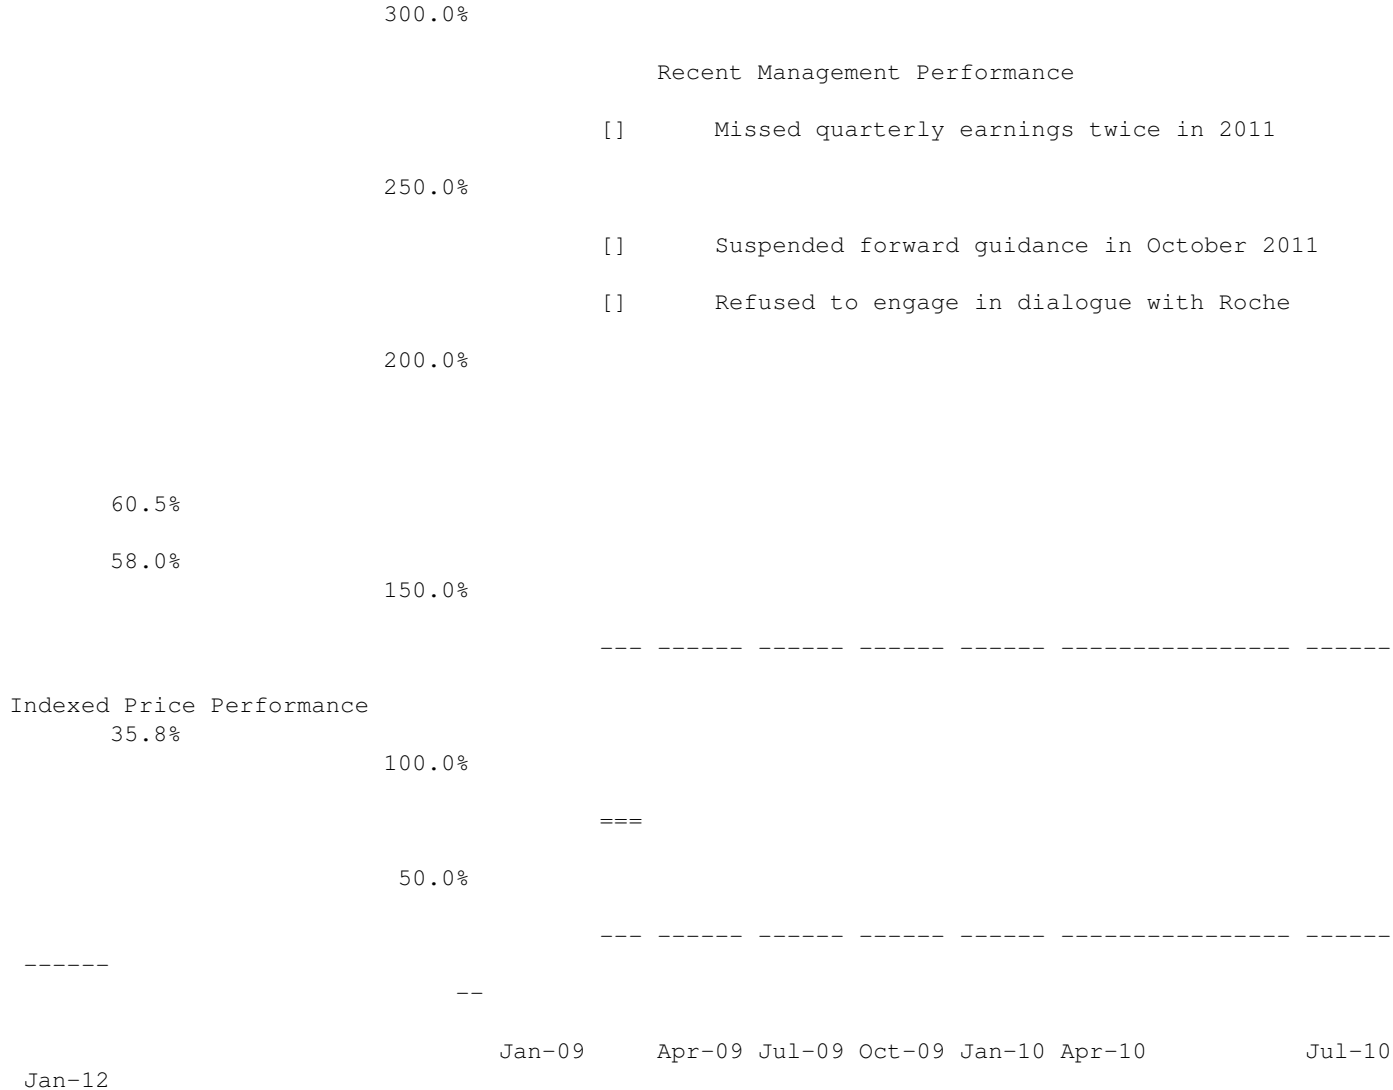 300.0%
Recent Management Performance
[] Missed quarterly earnings twice in 2011
250.0%
[] Suspended forward guidance in October 2011
[] Refused to engage in dialogue with Roche
200.0%
60.5%
58.0%
150.0%
--- ------ ------ ------ ------ ---------------- ------
Indexed Price Performance
35.8%
100.0%
===
50.0%
--- ------ ------ ------ ------ ---------------- ------
------
--
Jan-09 Apr-09 Jul-09 Oct-09 Jan-10 Apr-10 Jul-10
Jan-12